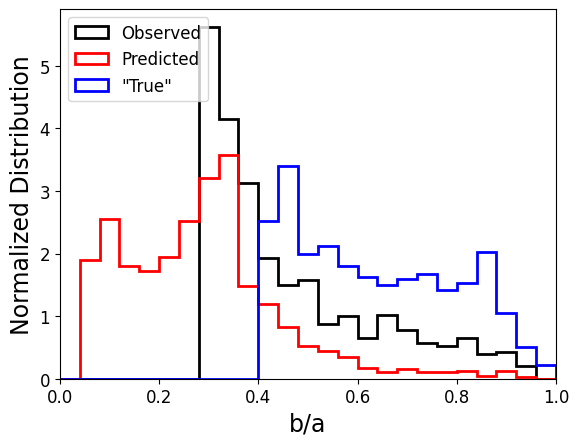 Observed
Predicted
"True"
Normalized Distribution
5
4
3
2
1
0
0.0 0.2 0.4 0.6 0.8 1.0
b/a